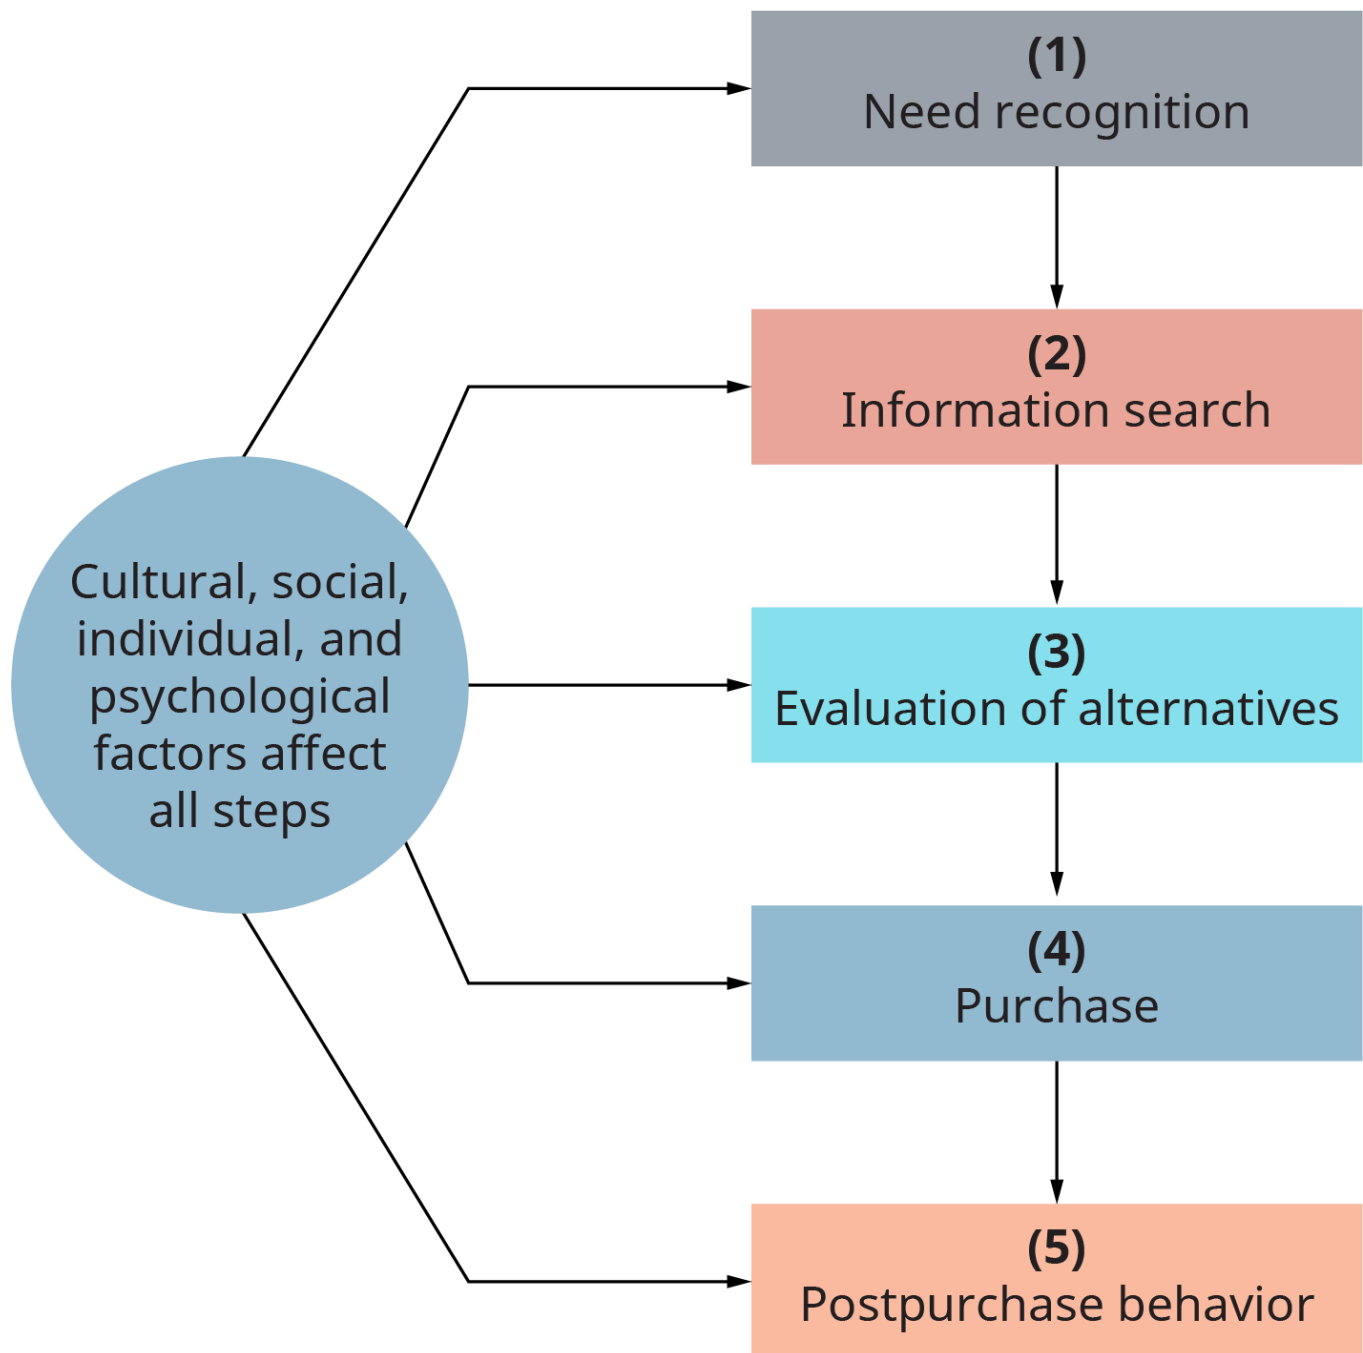 (1)
Need recognition
(2)
Information search
Cultural, social,
individual, and
psychological
factors affect
all steps
(3)
Evaluation of alternatives
(4)
Purchase
(5)
Postpurchase behavior